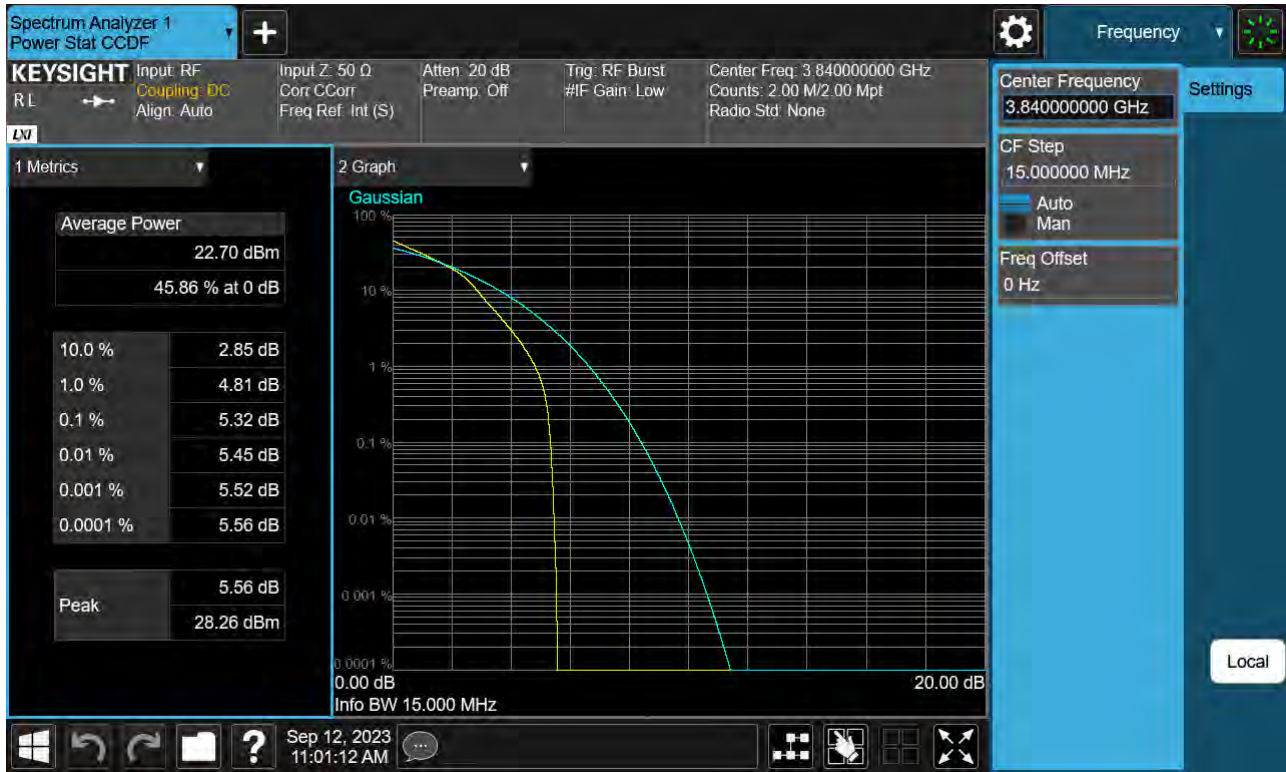 Spectrum Analyzer 1
Power Stat CCDF
Frequency
KEYSIGHT
RL
LXI
Input: RF
Coupling: DC
Align: Auto
Input Z: 50 Ω
Corr CCorr
Freq Ref: Int (S)
Atten: 20 dB
Preamp: Off
Trig: RF Burst
#IF Gain: Low
Center Freq: 3.840000000 GHz
Counts: 2.00 M/2.00 Mpt
Radio Std: None
Center Frequency
3.840000000 GHz
Settings
CF Step
15.000000 MHz
Auto
Man
Freq Offset
0 Hz
1 Metrics
Average Power
22.70 dBm
45.86 % at 0 dB
10.0 % 2.85 dB
1.0 % 4.81 dB
0.1 % 5.32 dB
0.01 % 5.45 dB
0.001 % 5.52 dB
0.0001 % 5.56 dB
Peak
5.56 dB
28.26 dBm
2 Graph
Gaussian
100 %
10 %
1 %
0.1 %
0.01 %
0.001 %
0.0001 %
0.00 dB 20.00 dB
Info BW 15.000 MHz
Local
?
Sep 12, 2023
11:01:12 AM